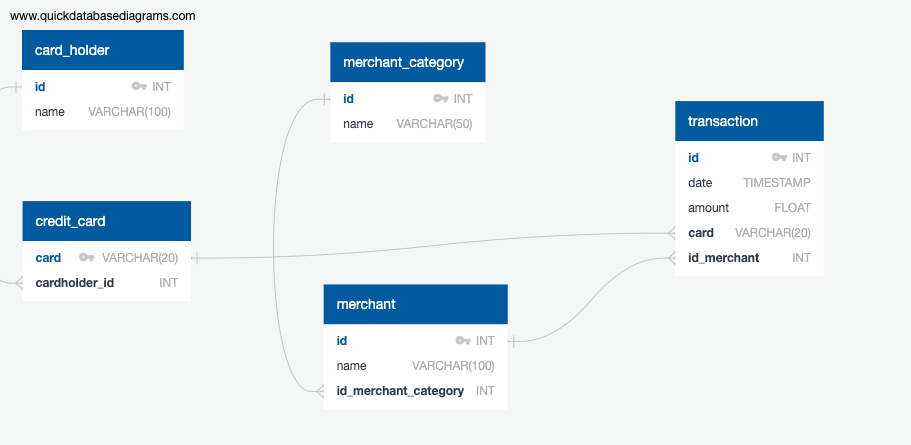 www.quickdatabasediagrams.com
card_holder
id INT
name VARCHAR(100)
merchant_category
id INT
name VARCHAR(50)
transaction
id INT
date TIMESTAMP
amount FLOAT
card VARCHAR(20)
id_merchant INT
credit_card
card VARCHAR(20)
cardholder_id INT
merchant
id INT
name VARCHAR(100)
id_merchant_category INT